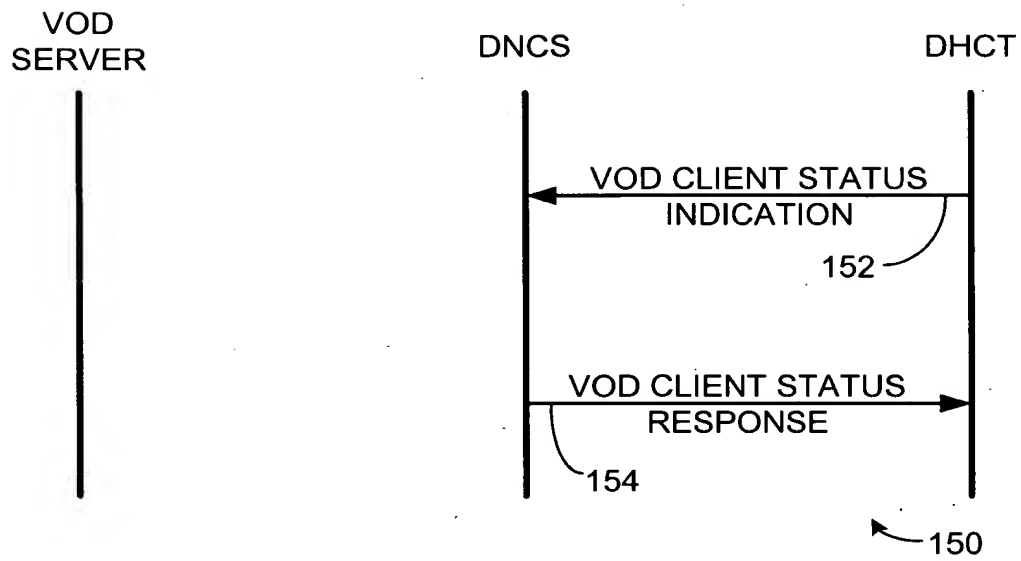 VOD
SERVER
DNCS
DHCT
VOD CLIENT STATUS
INDICATION
152
VOD CLIENT STATUS
RESPONSE
154
150